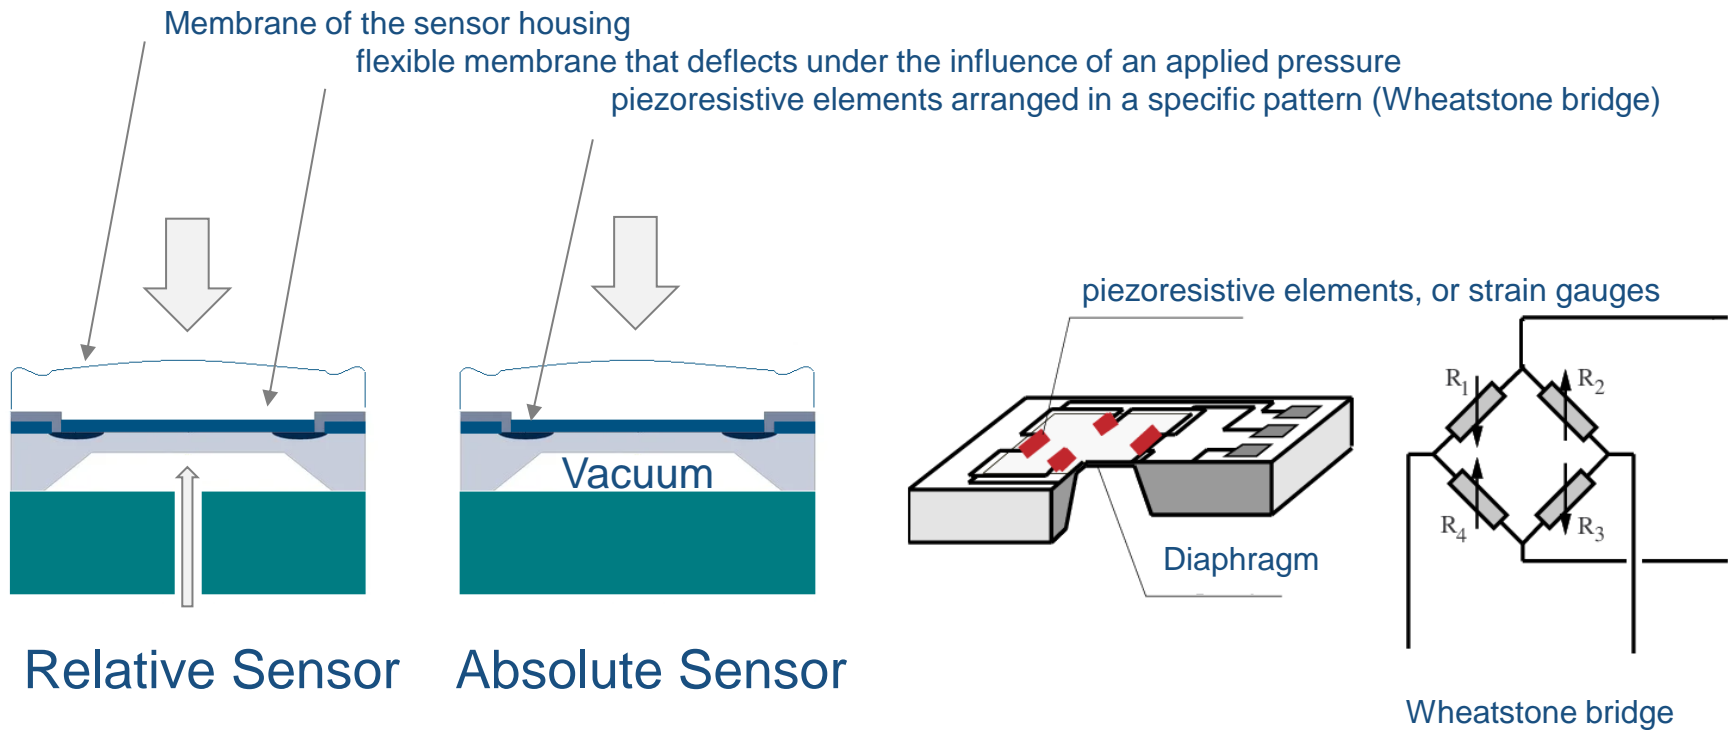 Membrane of the sensor housing
flexible membrane that deflects under the influence of an applied pressure
piezoresistive elements arranged in a specific pattern (Wheatstone bridge)
piezoresistive elements, or strain gauges
R1
R2
Vacuum
R4
R3
Diaphragm
Relative Sensor
Absolute Sensor
Wheatstone bridge